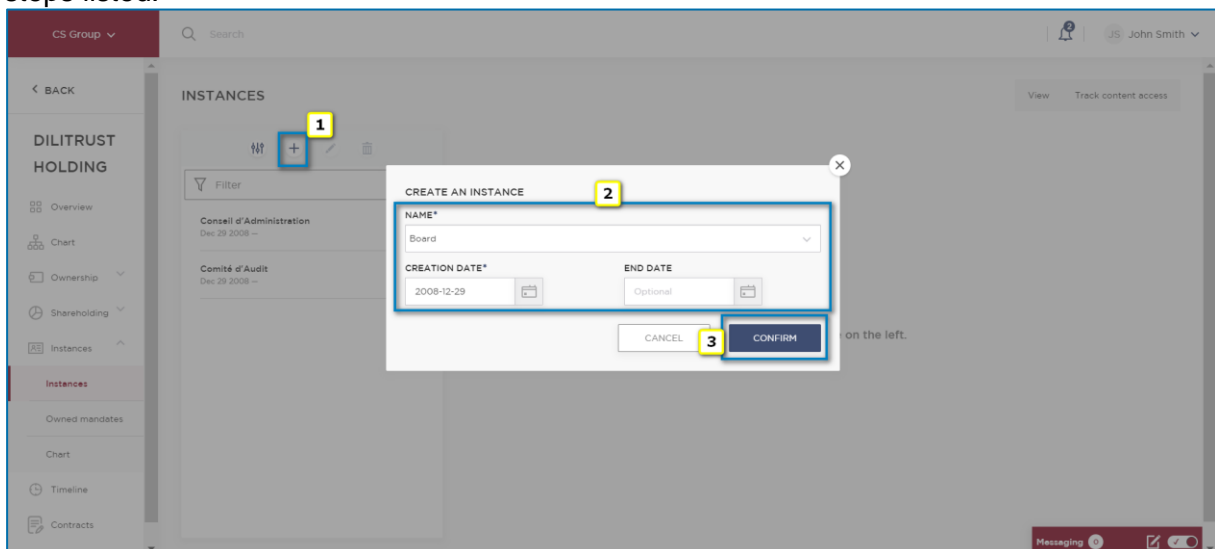 CS Group
Search
2
JS John Smith
BACK
INSTANCES
View Track content access
1
DILITRUST
HOLDING
Filter
CREATE AN INSTANCE
2
Overview
NAME*
Conseil d'Administration
Dec 29 2008 —
Board
Chart
Comité d'Audit
Dec 29 2008 —
CREATION DATE*
END DATE
Ownership
2008-12-29
Optional
Shareholding
CANCEL
3
CONFIRM
on the left.
Instances
Instances
Owned mandates
Chart
Timeline
Contracts
Messaging 0